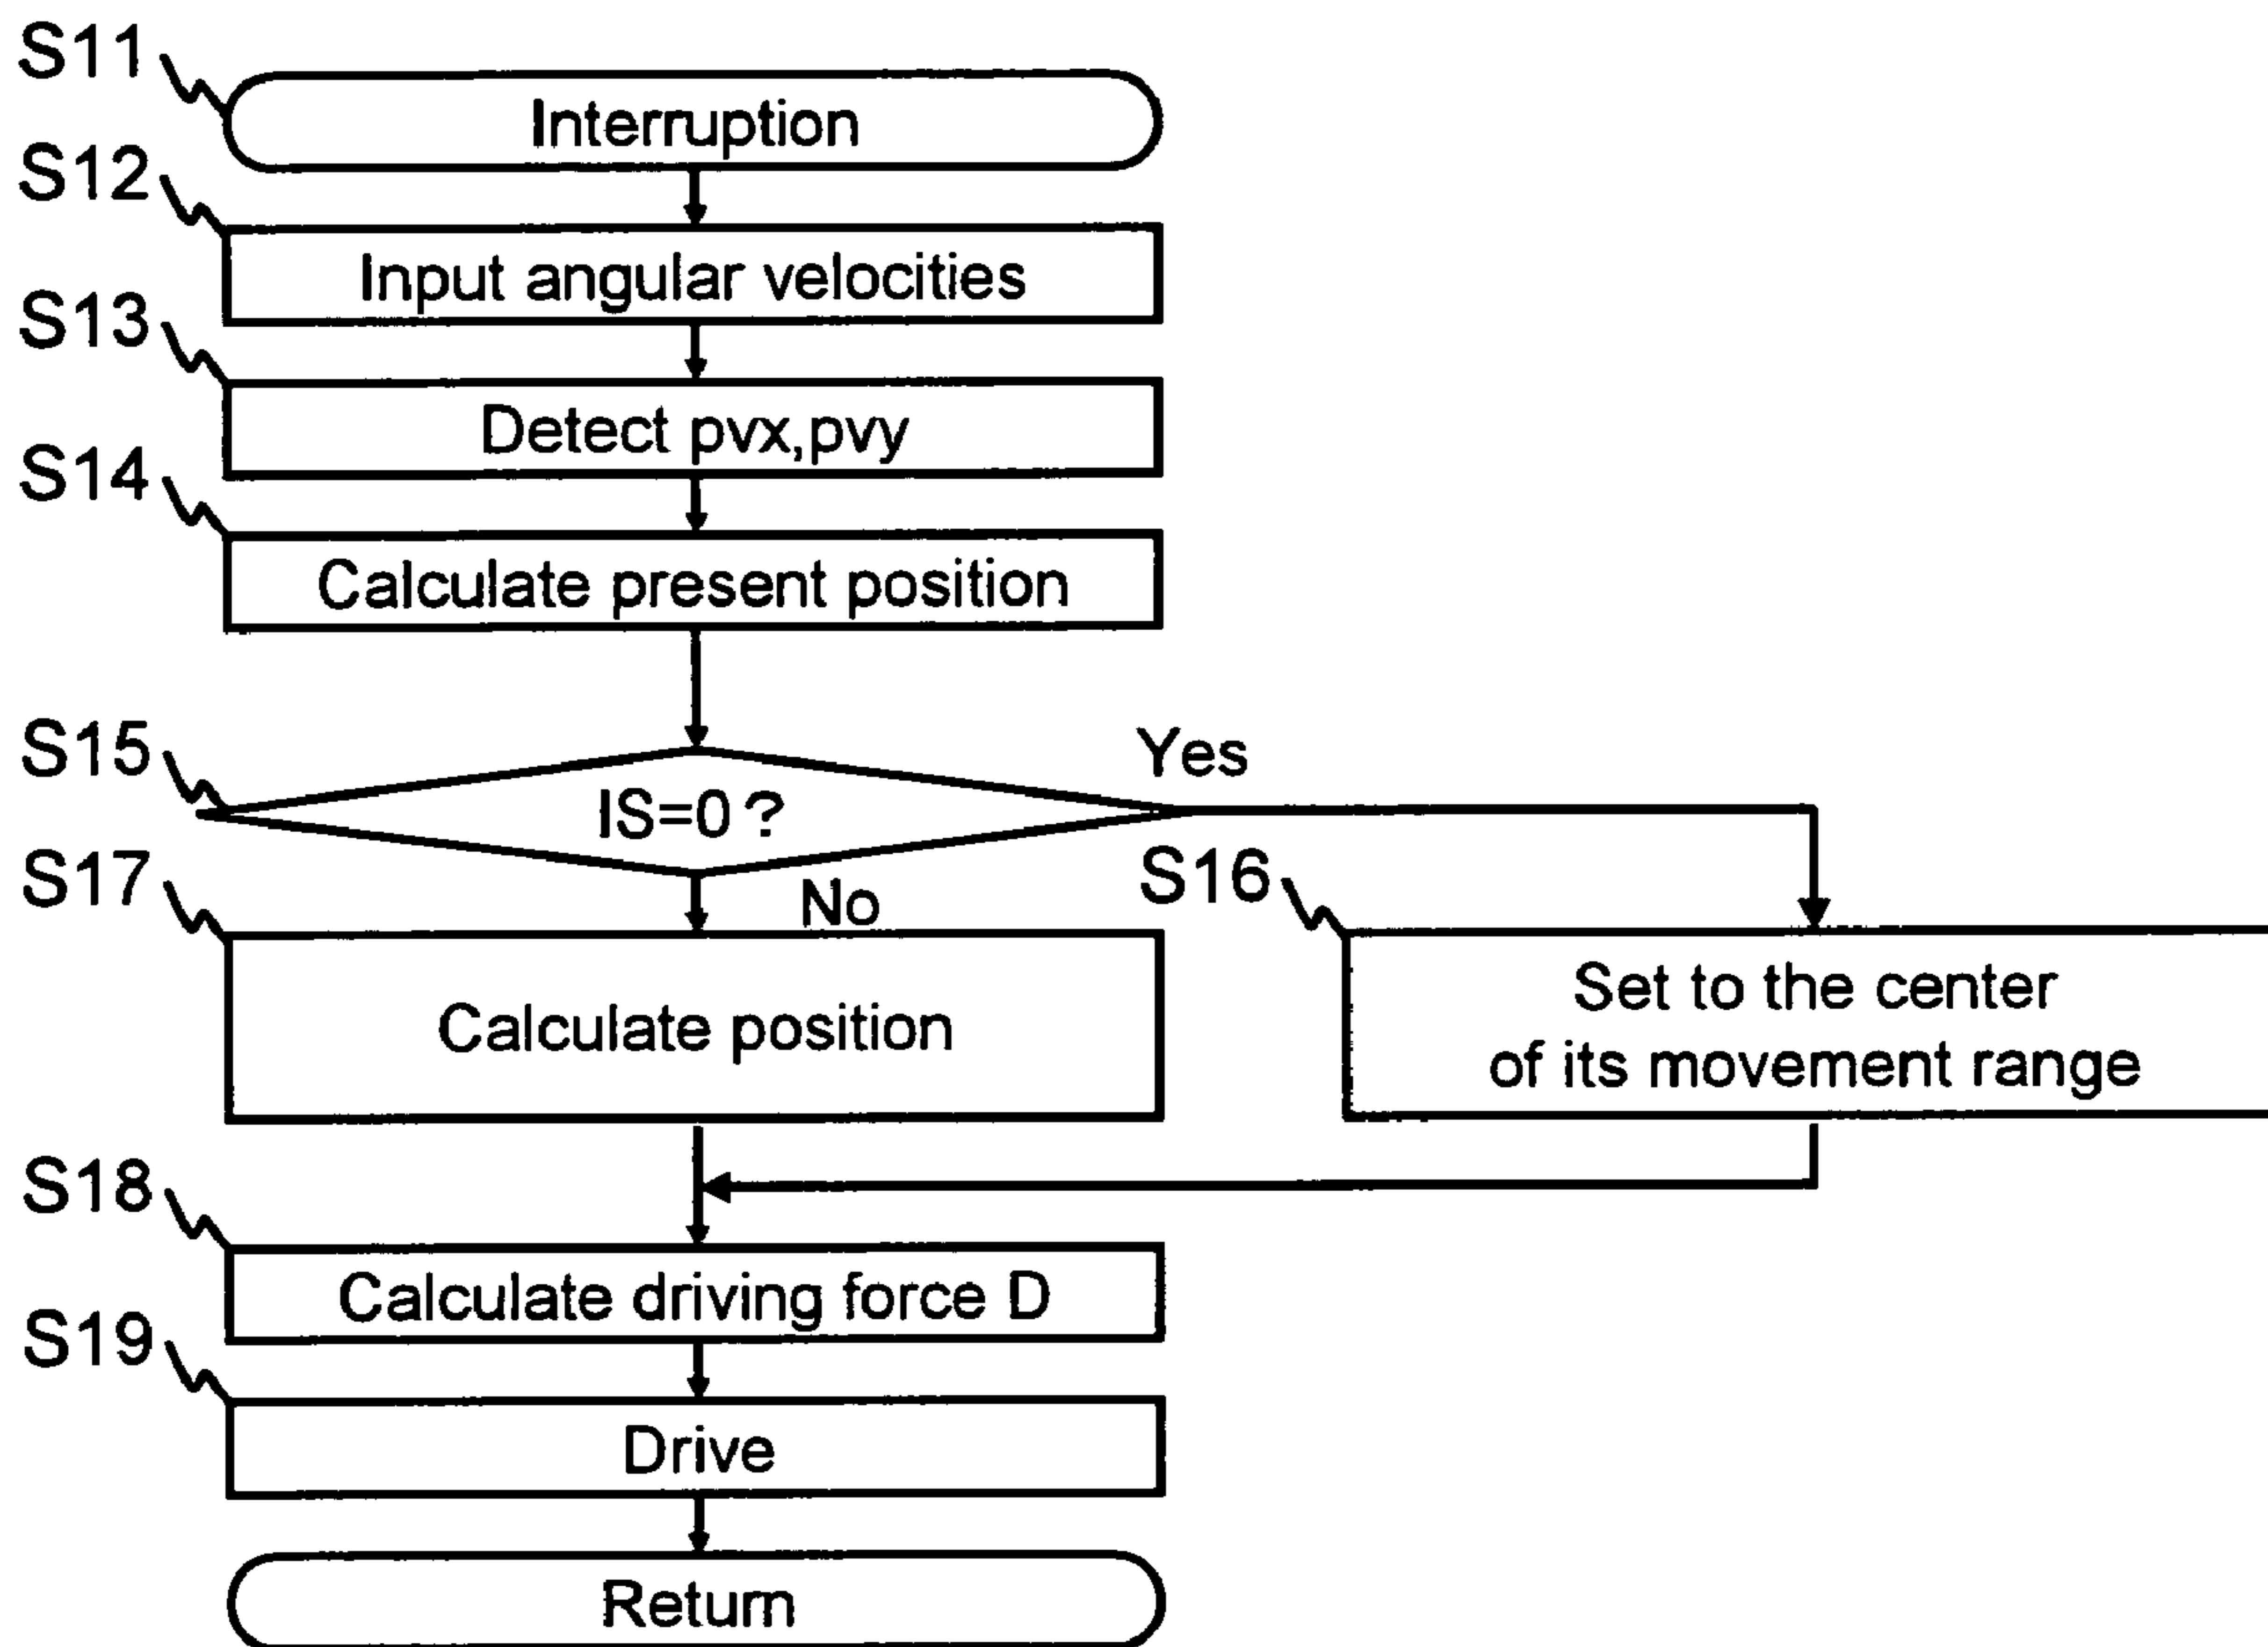 S11
Interruption
S12
Input angular velocities
S13
Detect pvx,pvy
S14
Calculate present position
S15
IS=0?
Yes
No
S17
Calculate position
S16
Set to the center
of its movement range
S18
Calculate driving force D
S19
Drive
Return